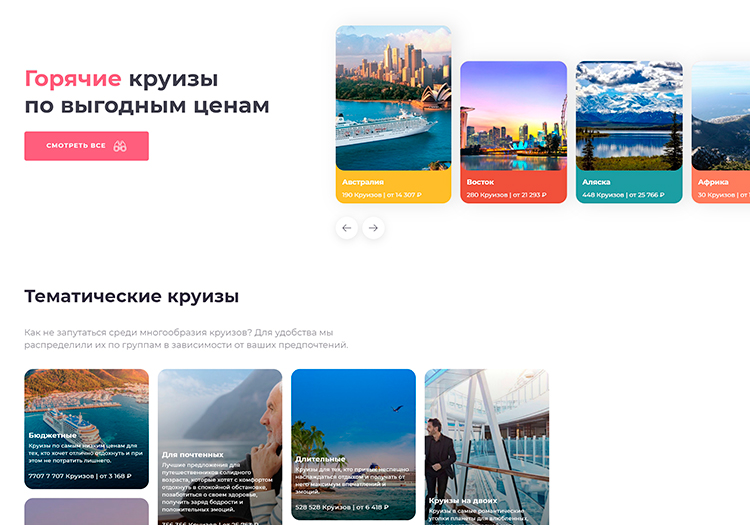 Горячие круизы
по выгодным ценам
СМОТРЕТЬ ВСЕ
Австралия
190 Круизов | от 14 307 ₽
Восток
280 Круизов | от 21 293 ₽
Аляска
448 Круизов | от 25 766 ₽
Африка
30 Круизов | от
Тематические круизы
Как не запутаться среди многообразия круизов? Для удобства мы
распределили их по группам в зависимости от ваших предпочтений.
Бюджетные
Круизы по самым низким ценам для
тех, кто хочет отлично отдохнуть и при
этом не потратить лишнего.
7707 7 707 Круизов | от 3 168 ₽
Для почтенных
Лучшие предложения для
путешественников солидного
возраста, которые хотят с комфортом
отдохнуть в спокойной обстановке,
позаботиться о своем здоровье,
получить заряд бодрости и
положительных эмоций.
Длительные
Круизы для тех, кто привык неспешно
наслаждаться отдыхом и получать от
него максимум впечатлений и
эмоций.
528 528 Круизов | от 6 418 ₽
Круизы на двоих
Круизы в самые романтические
уголки планеты для влюбленных,